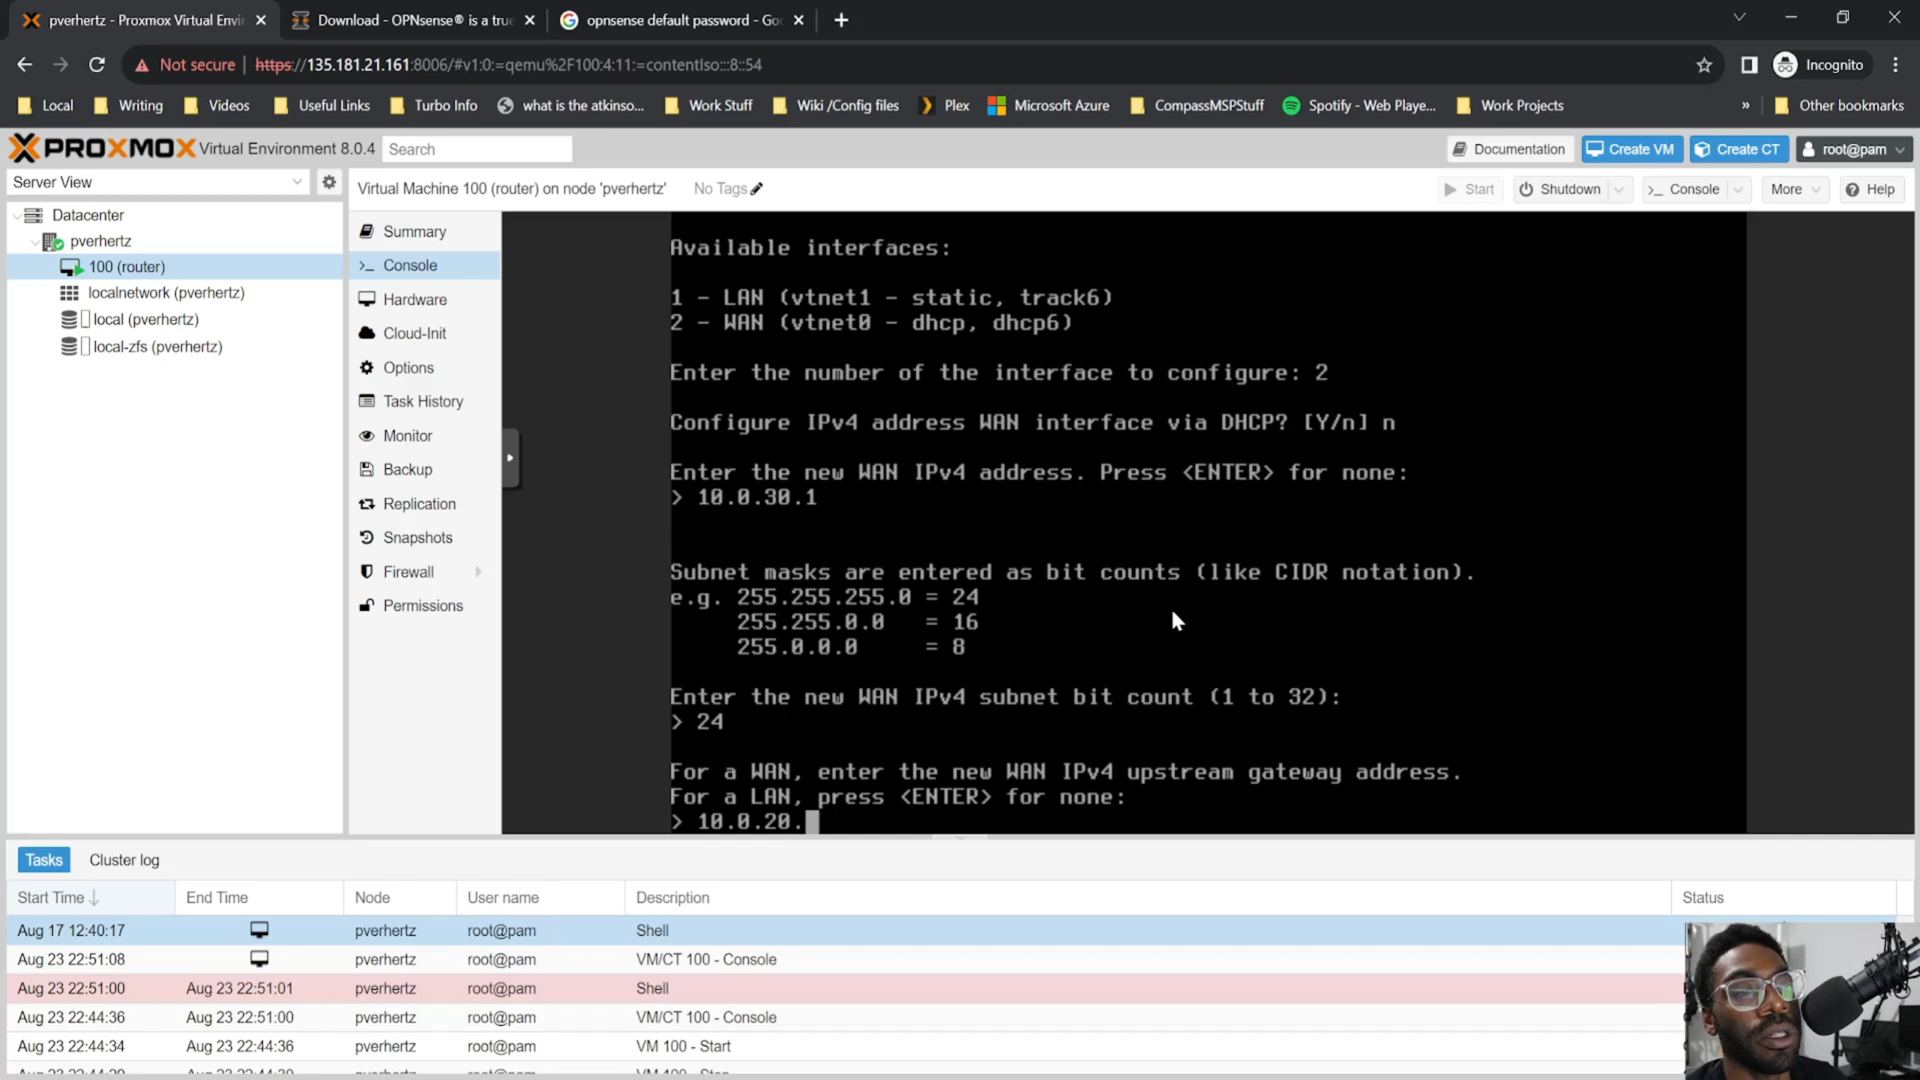 pverhertz - Proxmox Virtual Envir
Download - OPNsense® is a true
opnsense default password - Goo
Not secure
https://135.181.21.161:8006/#v1:0:=qemu%2F100:4:11:=contentIso:::8::54
Incognito
Local
Writing
Videos
Useful Links
Turbo Info
what is the atkinso...
Work Stuff
Wiki /Config files
Plex
Microsoft Azure
CompassMSPStuff
Spotify - Web Playe...
Work Projects
»
Other bookmarks
PROXMOX Virtual Environment 8.0.4
Search
Documentation
Create VM
Create CT
root@pam
Server View
Virtual Machine 100 (router) on node 'pverhertz'
No Tags
Start
Shutdown
Console
More
Help
Datacenter
pverhertz
100 (router)
localnetwork (pverhertz)
local (pverhertz)
local-zfs (pverhertz)
Summary
Console
Hardware
Cloud-Init
Options
Task History
Monitor
Backup
Replication
Snapshots
Firewall
Permissions
Available interfaces:
1 - LAN (vtnet1 - static, track6)
2 - WAN (vtnet0 - dhcp, dhcp6)
Enter the number of the interface to configure: 2
Configure IPv4 address WAN interface via DHCP? [Y/n] n
Enter the new WAN IPv4 address. Press <ENTER> for none:
> 10.0.30.1
Subnet masks are entered as bit counts (like CIDR notation).
e.g. 255.255.255.0 = 24
255.255.0.0 = 16
255.0.0.0 = 8
Enter the new WAN IPv4 subnet bit count (1 to 32):
> 24
For a WAN, enter the new WAN IPv4 upstream gateway address.
For a LAN, press <ENTER> for none:
> 10.0.20.
Tasks
Cluster log
Start Time
End Time
Node
User name
Description
Status
Aug 17 12:40:17 pverhertz root@pam Shell
Aug 23 22:51:08 pverhertz root@pam VM/CT 100 - Console
Aug 23 22:51:00 Aug 23 22:51:01 pverhertz root@pam Shell
Aug 23 22:44:36 Aug 23 22:51:00 pverhertz root@pam VM/CT 100 - Console
Aug 23 22:44:34 Aug 23 22:44:36 pverhertz root@pam VM 100 - Start